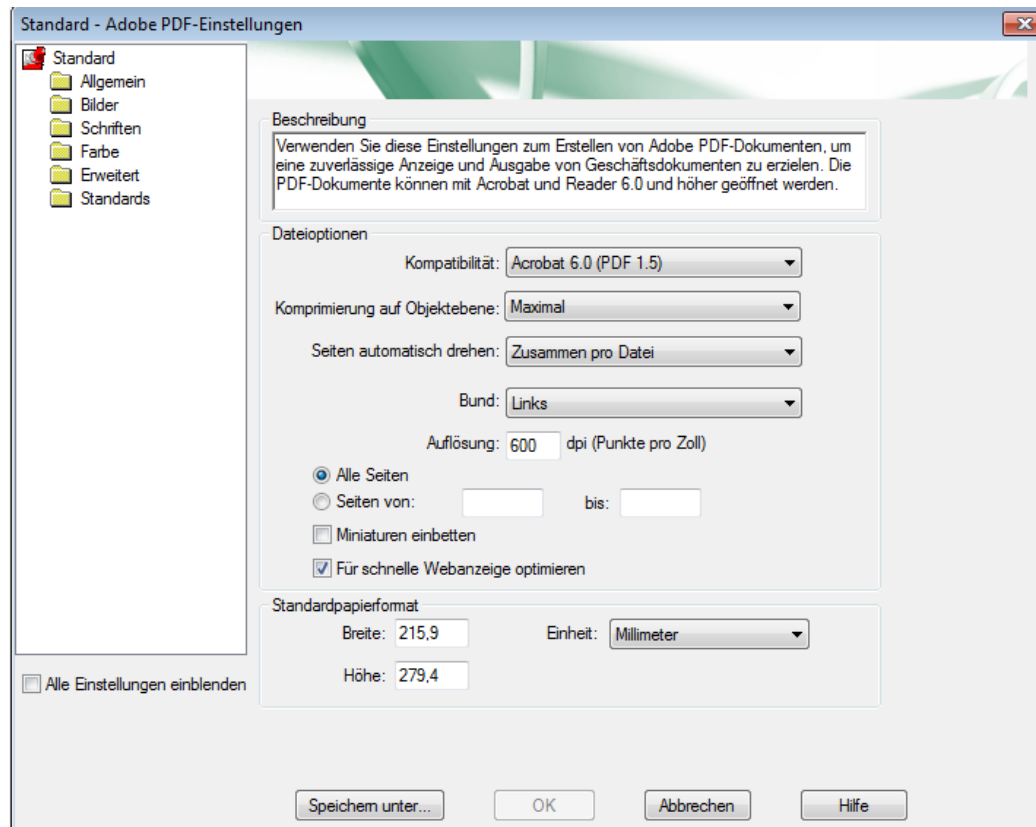 Standard - Adobe PDF-Einstellungen
Standard
Allgemein
Bilder
Schriften
Farbe
Erweitert
Standards
Alle Einstellungen einblenden
Beschreibung
Verwenden Sie diese Einstellungen zum Erstellen von Adobe PDF-Dokumenten, um
eine zuverlässige Anzeige und Ausgabe von Geschäftsdokumenten zu erzielen. Die
PDF-Dokumente können mit Acrobat und Reader 6.0 und höher geöffnet werden.
Dateioptionen
Kompatibilität: Acrobat 6.0 (PDF 1.5)
Komprimierung auf Objektebene: Maximal
Seiten automatisch drehen: Zusammen pro Datei
Bund: Links
Auflösung: 600 dpi (Punkte pro Zoll)
Alle Seiten
Seiten von: bis:
Miniaturen einbetten
Für schnelle Webanzeige optimieren
Standardpapierformat
Breite: 215,9 Einheit: Millimeter
Höhe: 279,4
Speichern unter... OK Abbrechen Hilfe